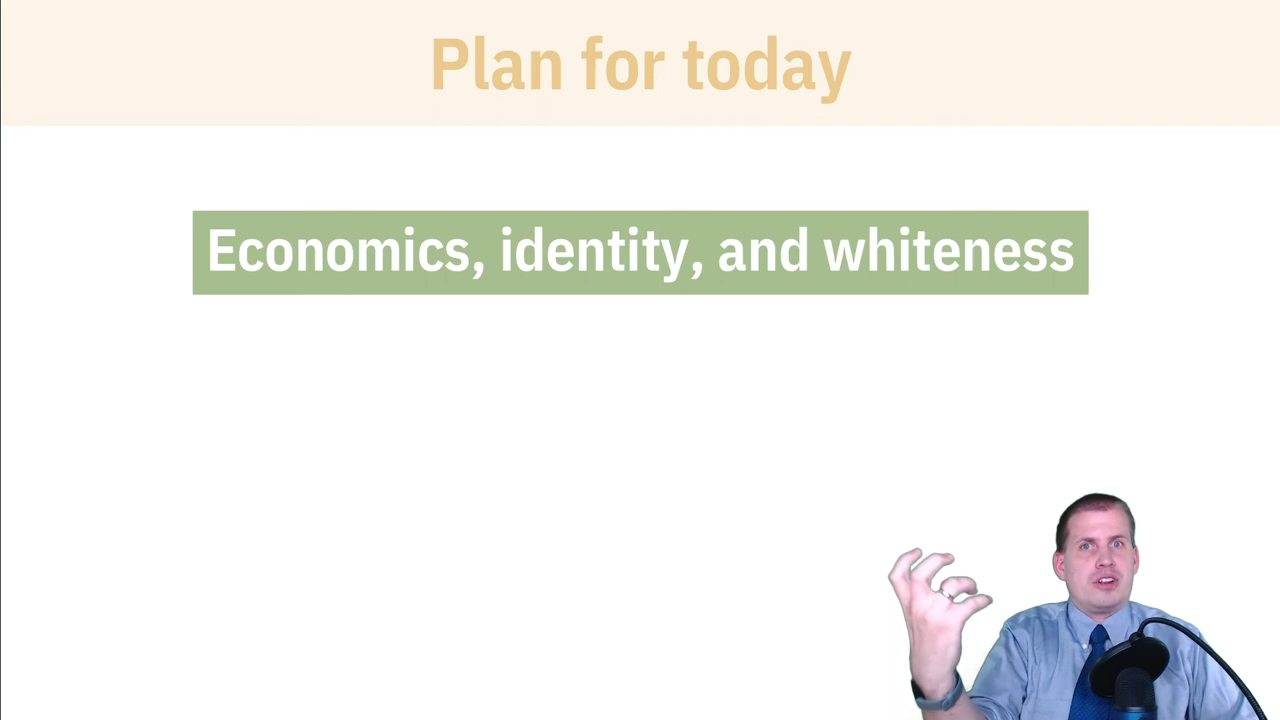 Plan for today
Economics, identity, and whiteness